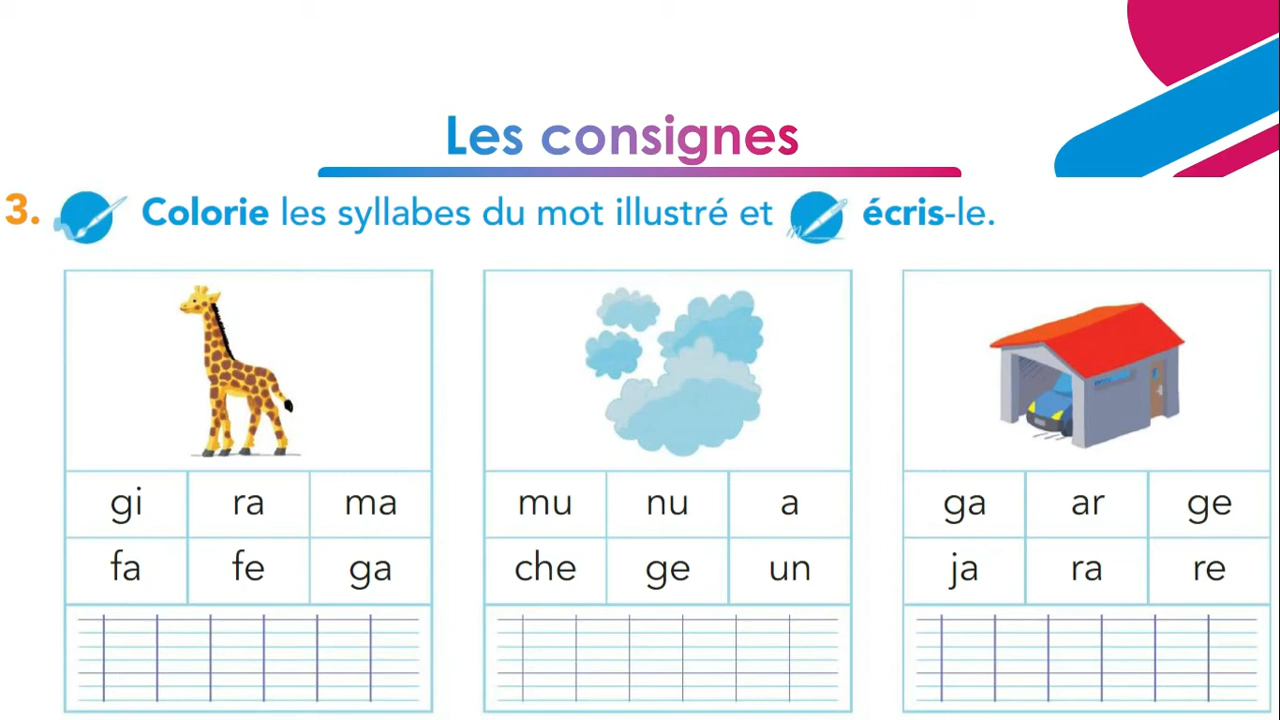 Les consignes
3. Colorie les syllabes du mot illustré et écris-le.
gi ra ma
fa fe ga
mu nu a
che ge un
ga ar ge
ja ra re